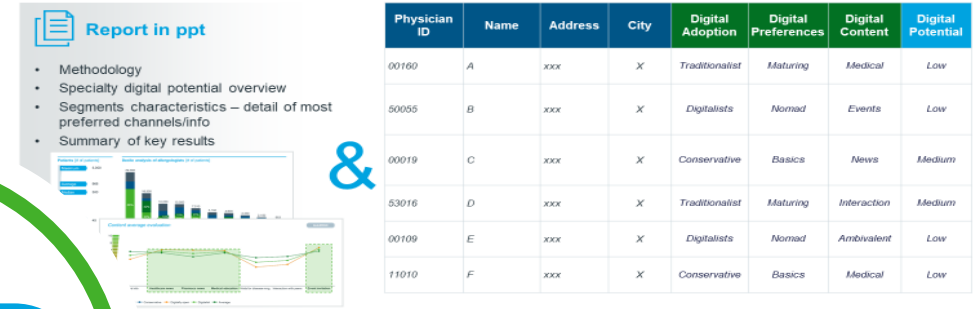 Report in ppt
• Methodology
• Specialty digital potential overview
• Segments characteristics – detail of most
preferred channels/info
• Summary of key results
&
Physician ID Name Address City Digital Adoption Digital Preferences Digital Content Digital Potential
00160 A xxx X Traditionalist Maturing Medical Low
50055 B xxx X Digitalists Nomad Events Low
00019 C xxx X Conservative Basics News Medium
53016 D xxx X Traditionalist Maturing Interaction Medium
00109 E xxx X Digitalists Nomad Ambivalent Low
11010 F xxx X Conservative Basics Medical Low
Content average evaluation